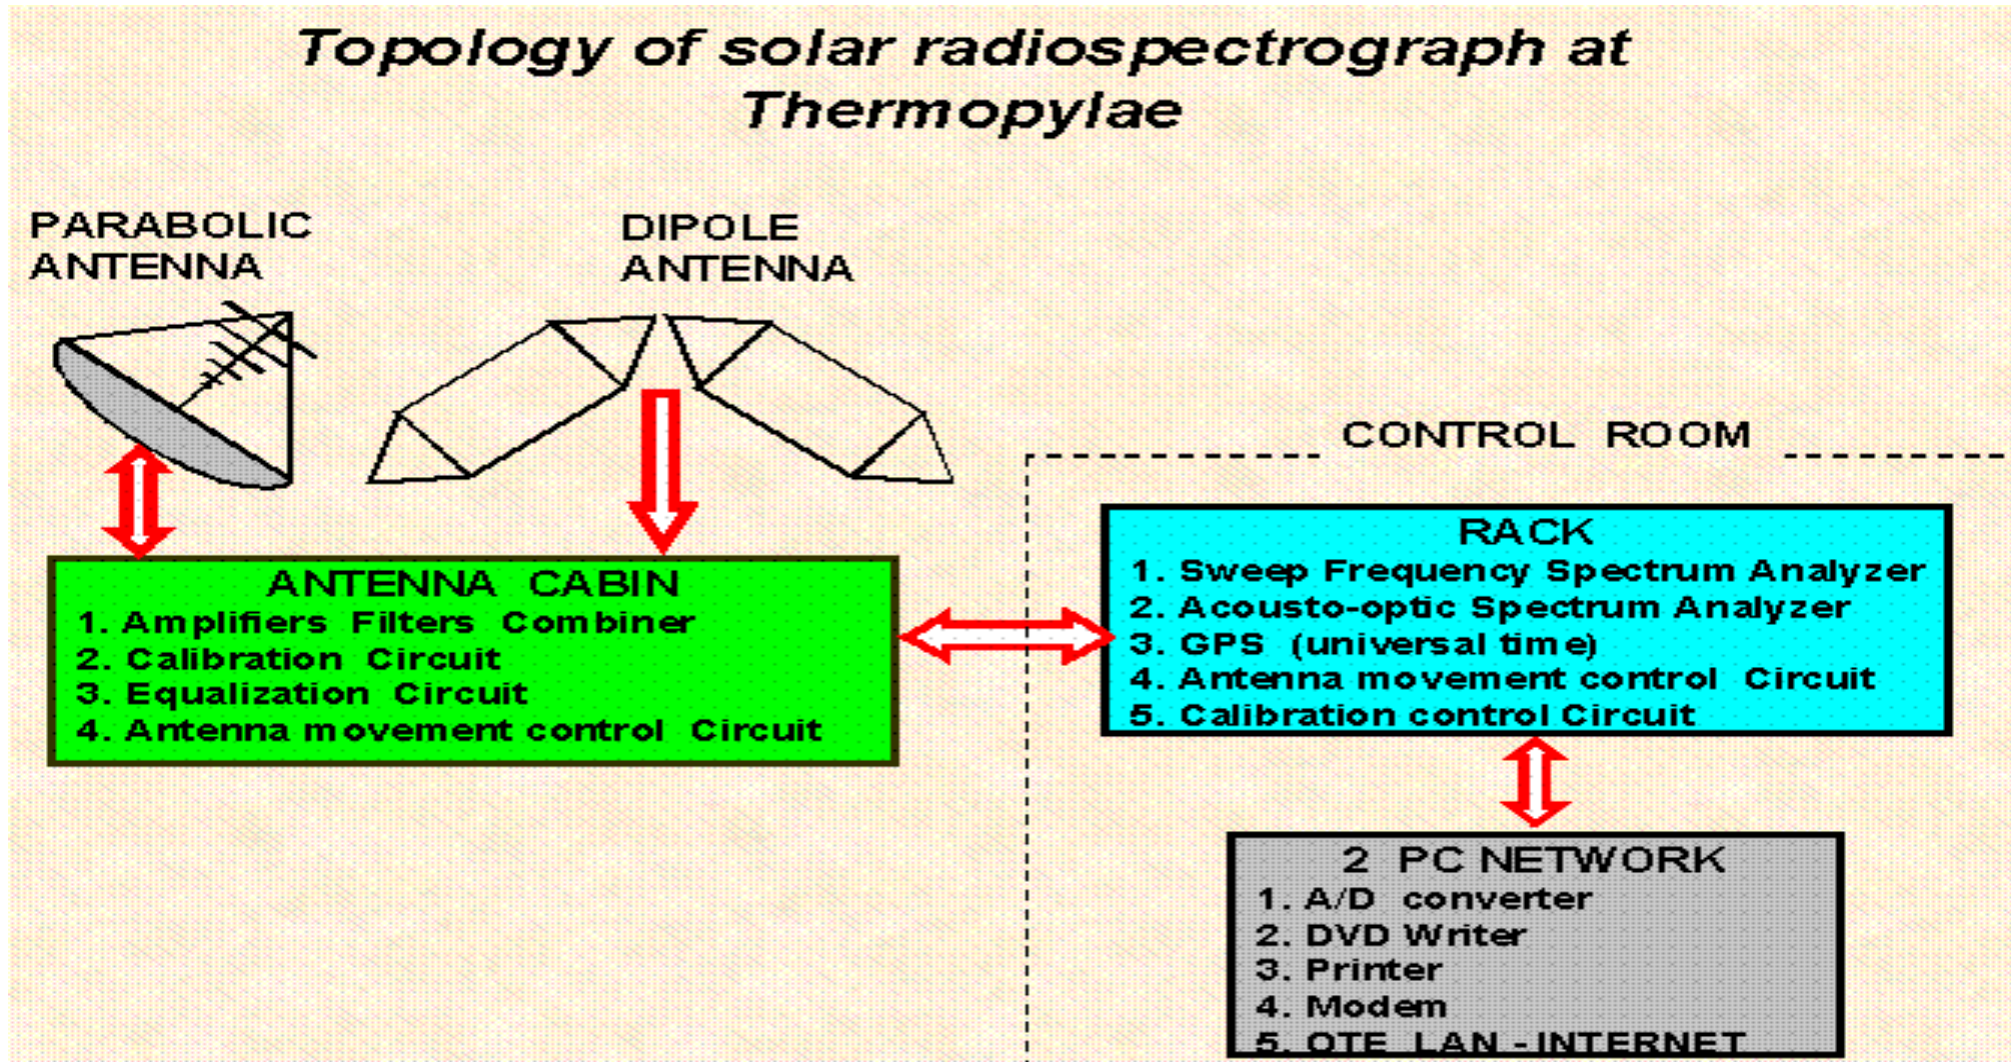 Topology of solar radiospectrograph at
Thermopylae
PARABOLIC
ANTENNA
DIPOLE
ANTENNA
CONTROL ROOM
ANTENNA CABIN
1. Amplifiers Filters Combiner
2. Calibration Circuit
3. Equalization Circuit
4. Antenna movement control Circuit
RACK
1. Sweep Frequency Spectrum Analyzer
2. Acousto-optic Spectrum Analyzer
3. GPS (universal time)
4. Antenna movement control Circuit
5. Calibration control Circuit
2 PC NETWORK
1. A/D converter
2. DVD Writer
3. Printer
4. Modem
5. OTE LAN - INTERNET